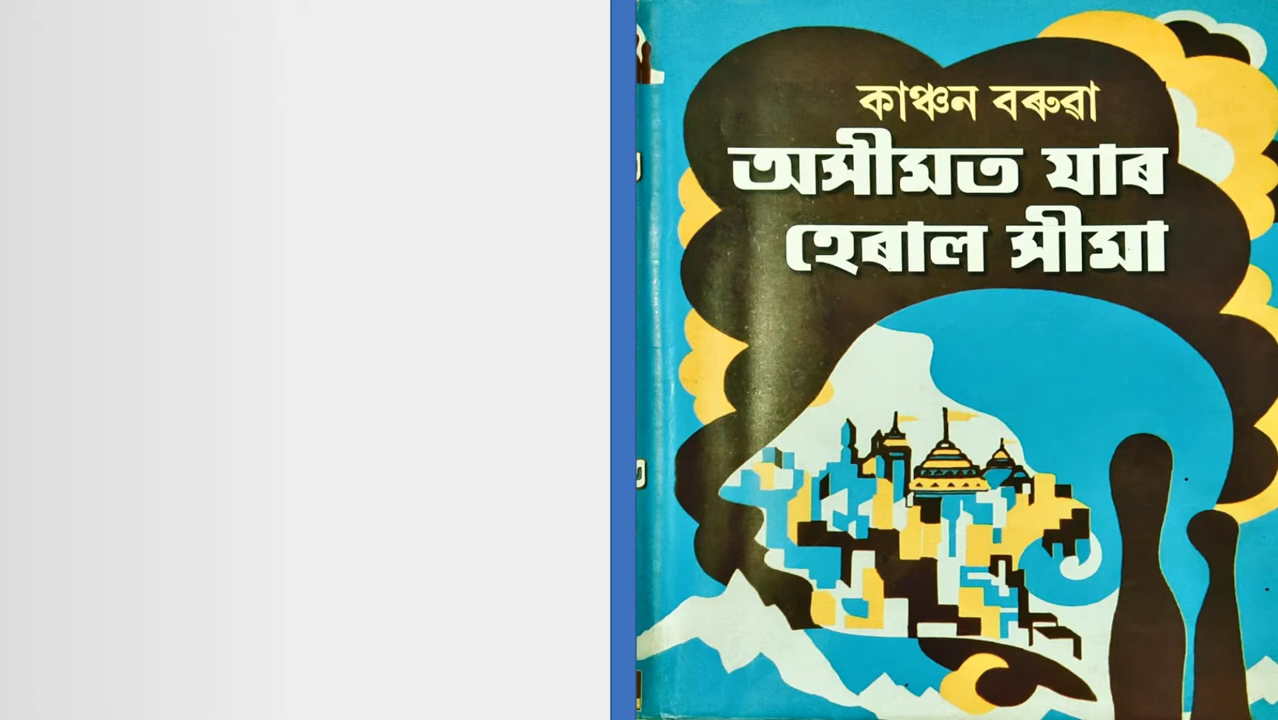 কাঞ্চন বৰুৱা
অসীমত যাৰ
হেৰাল সীমা